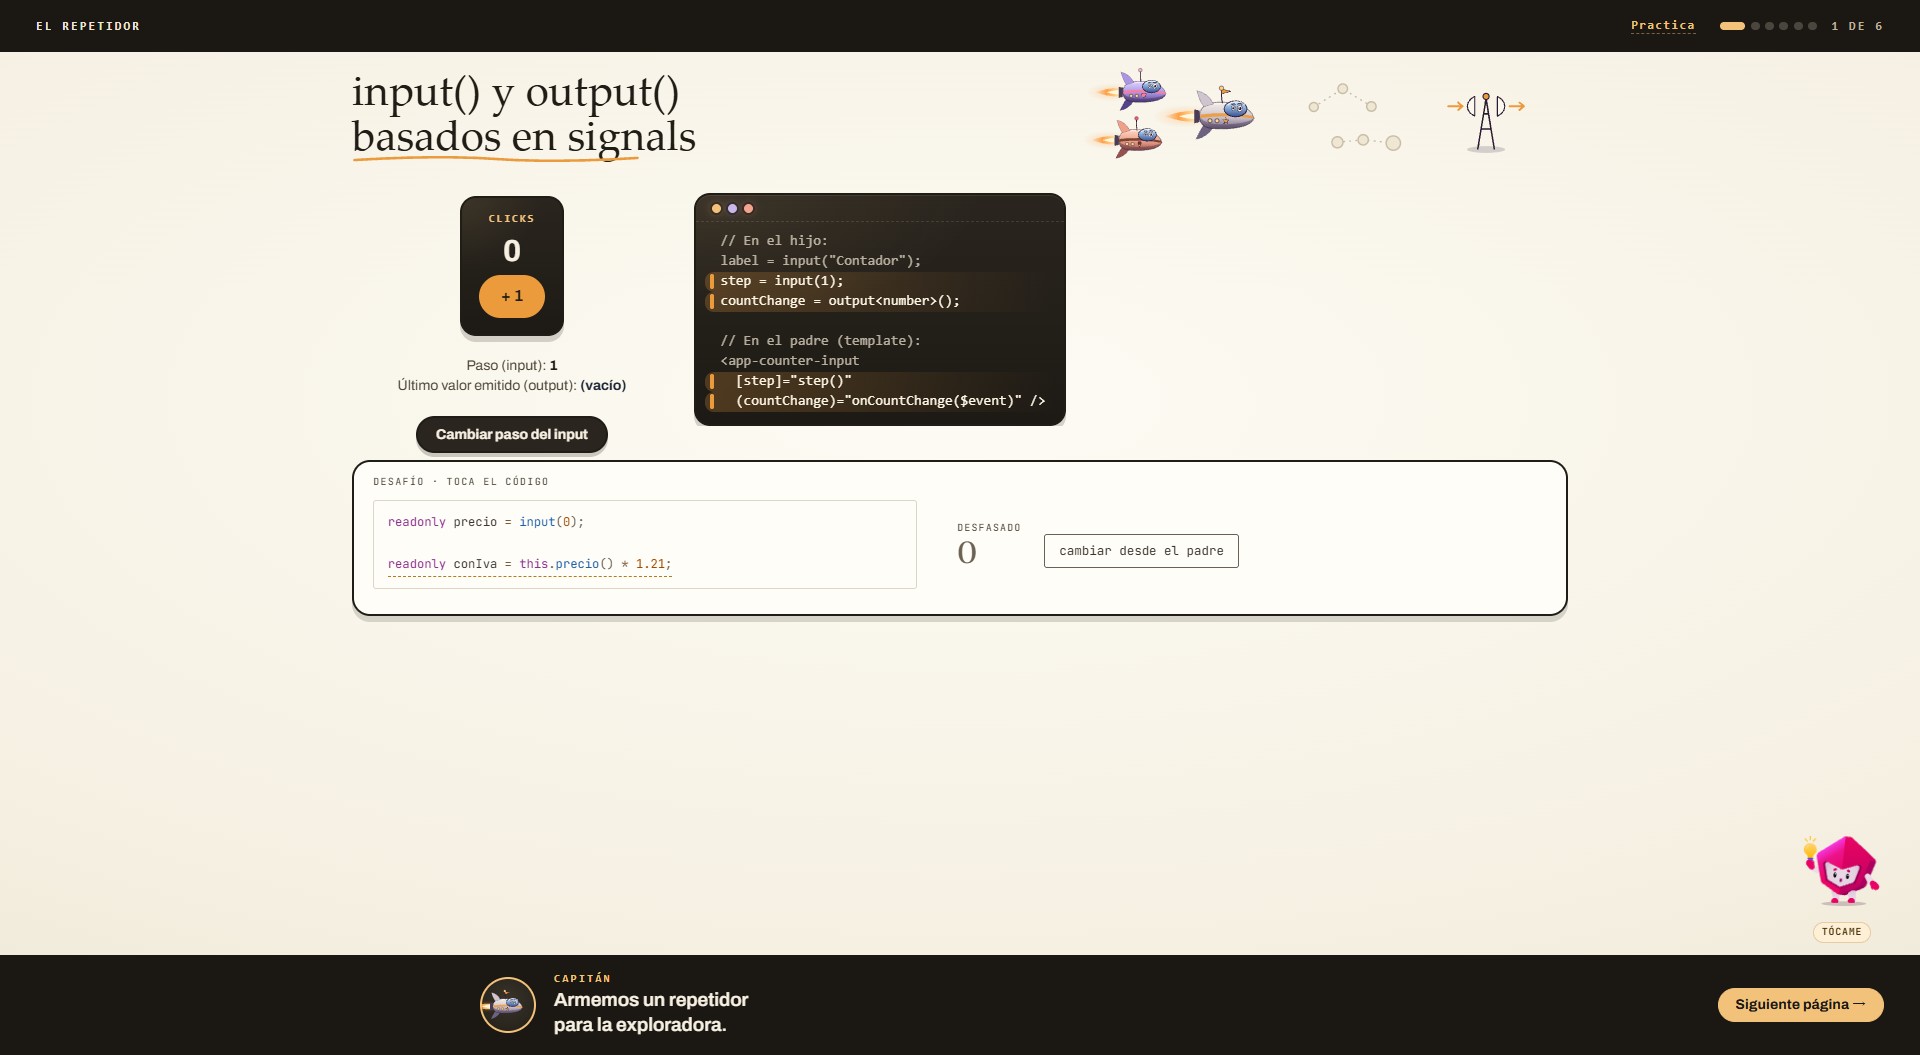 EL REPETIDOR
Practica
1 DE 6
input() y output()
basados en signals
CLICKS
0
+ 1
Paso (input): 1
Último valor emitido (output): (vacío)
Cambiar paso del input
// En el hijo:
label = input("Contador");
step = input(1);
countChange = output<number>();
// En el padre (template):
<app-counter-input
[step]="step()"
(countChange)="onCountChange($event)" />
DESAFÍO · TOCA EL CÓDIGO
readonly precio = input(0);
readonly conIva = this.precio() * 1.21;
DESFASADO
0
cambiar desde el padre
TÓCAME
CAPITÁN
Armemos un repetidor
para la exploradora.
Siguiente página →